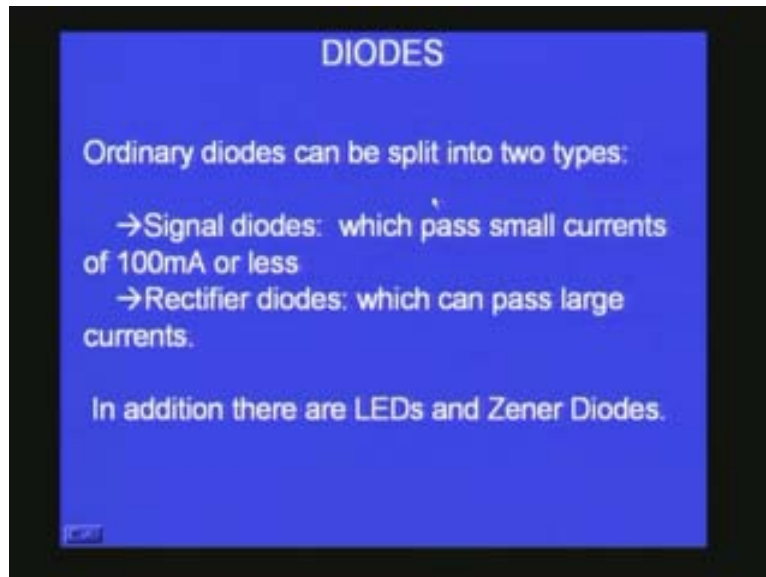 DIODES
Ordinary diodes can be split into two types:
→Signal diodes: which pass small currents
of 100mA or less
→Rectifier diodes: which can pass large
currents.
In addition there are LEDs and Zener Diodes.